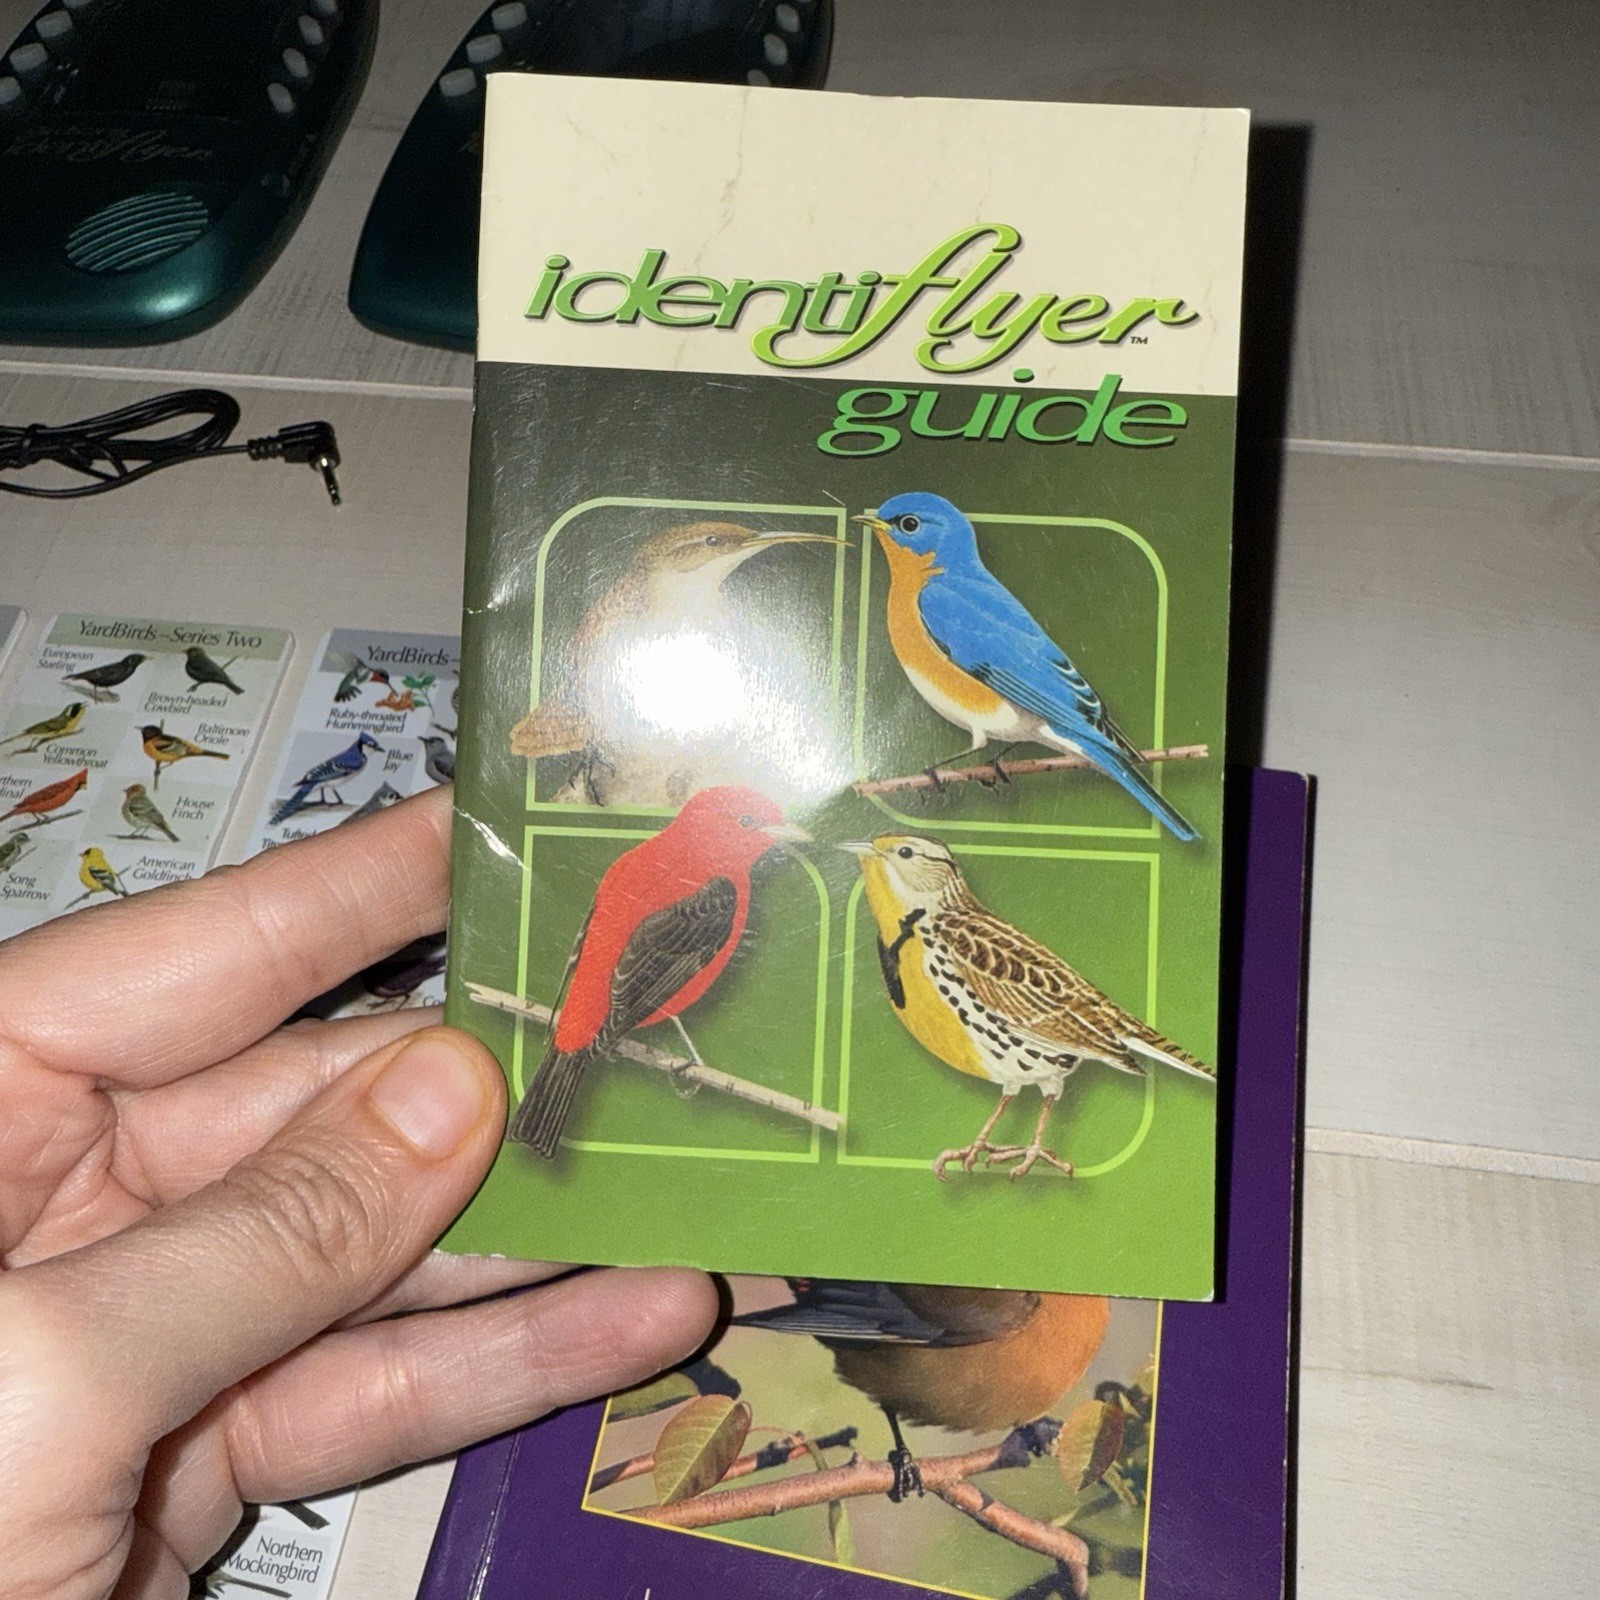 identiflyer™
guide
YardBirds–Series Two
European
Starling
Brown-headed
Cowbird
Common
Yellowthroat
Baltimore
Oriole
House
Finch
Song
Sparrow
American
Goldfinch
YardBirds–
Ruby-throated
Hummingbird
Blue
Jay
Northern
Mockingbird